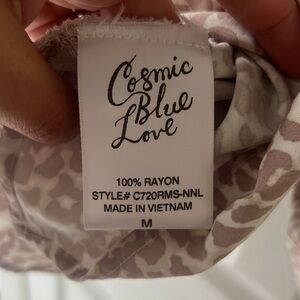 Cosmic
Blue
Love
100% RAYON
STYLE# C720RMS-NNL
MADE IN VIETNAM
M